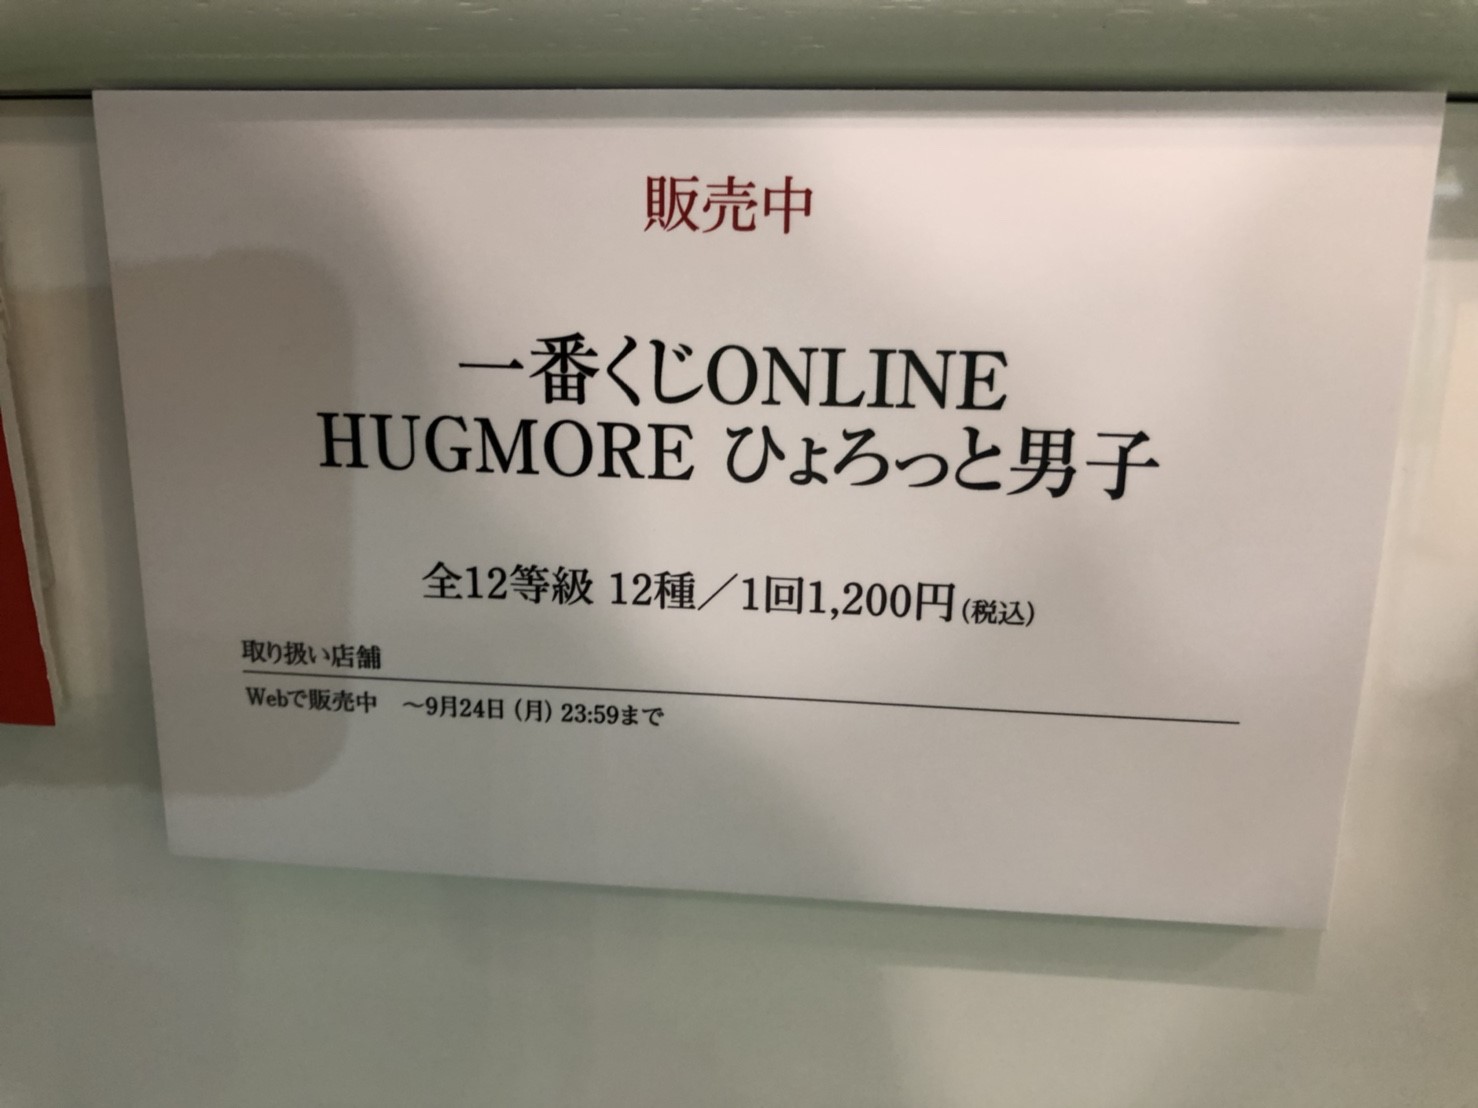 販売中
一番くじONLINE
HUGMORE ひょろっと男子
全12等級 12種／1回1,200円(税込)
取り扱い店舗
Webで販売中　～9月24日（月）23:59まで